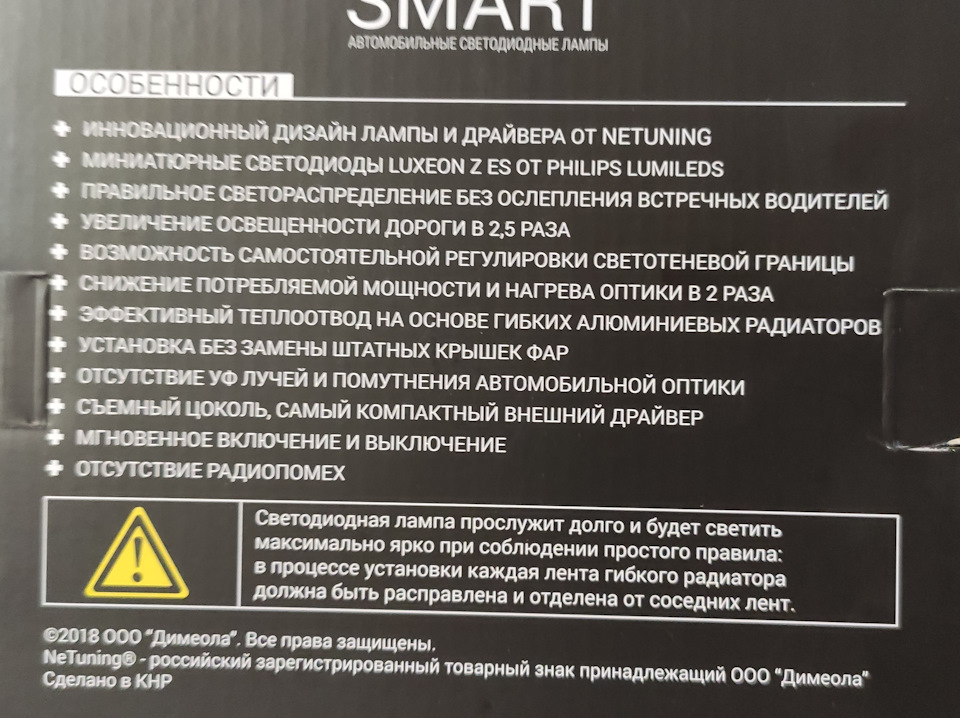 SMART
АВТОМОБИЛЬНЫЕ СВЕТОДИОДНЫЕ ЛАМПЫ
ОСОБЕННОСТИ
+ ИННОВАЦИОННЫЙ ДИЗАЙН ЛАМПЫ И ДРАЙВЕРА ОТ NETUNING
+ МИНИАТЮРНЫЕ СВЕТОДИОДЫ LUXEON Z ES ОТ PHILIPS LUMILEDS
+ ПРАВИЛЬНОЕ СВЕТОРАСПРЕДЕЛЕНИЕ БЕЗ ОСЛЕПЛЕНИЯ ВСТРЕЧНЫХ ВОДИТЕЛЕЙ
+ УВЕЛИЧЕНИЕ ОСВЕЩЕННОСТИ ДОРОГИ В 2,5 РАЗА
+ ВОЗМОЖНОСТЬ САМОСТОЯТЕЛЬНОЙ РЕГУЛИРОВКИ СВЕТОТЕНЕВОЙ ГРАНИЦЫ
+ СНИЖЕНИЕ ПОТРЕБЛЯЕМОЙ МОЩНОСТИ И НАГРЕВА ОПТИКИ В 2 РАЗА
+ ЭФФЕКТИВНЫЙ ТЕПЛООТВОД НА ОСНОВЕ ГИБКИХ АЛЮМИНИЕВЫХ РАДИАТОРОВ
+ УСТАНОВКА БЕЗ ЗАМЕНЫ ШТАТНЫХ КРЫШЕК ФАР
+ ОТСУТСТВИЕ УФ ЛУЧЕЙ И ПОМУТНЕНИЯ АВТОМОБИЛЬНОЙ ОПТИКИ
+ СЪЕМНЫЙ ЦОКОЛЬ, САМЫЙ КОМПАКТНЫЙ ВНЕШНИЙ ДРАЙВЕР
+ МГНОВЕННОЕ ВКЛЮЧЕНИЕ И ВЫКЛЮЧЕНИЕ
+ ОТСУТСТВИЕ РАДИОПОМЕХ
Светодиодная лампа прослужит долго и будет светить
максимально ярко при соблюдении простого правила:
в процессе установки каждая лента гибкого радиатора
должна быть расправлена и отделена от соседних лент.
©2018 ООО "Димеола". Все права защищены.
NeTuning® - российский зарегистрированный товарный знак принадлежащий ООО "Димеола"
Сделано в КНР